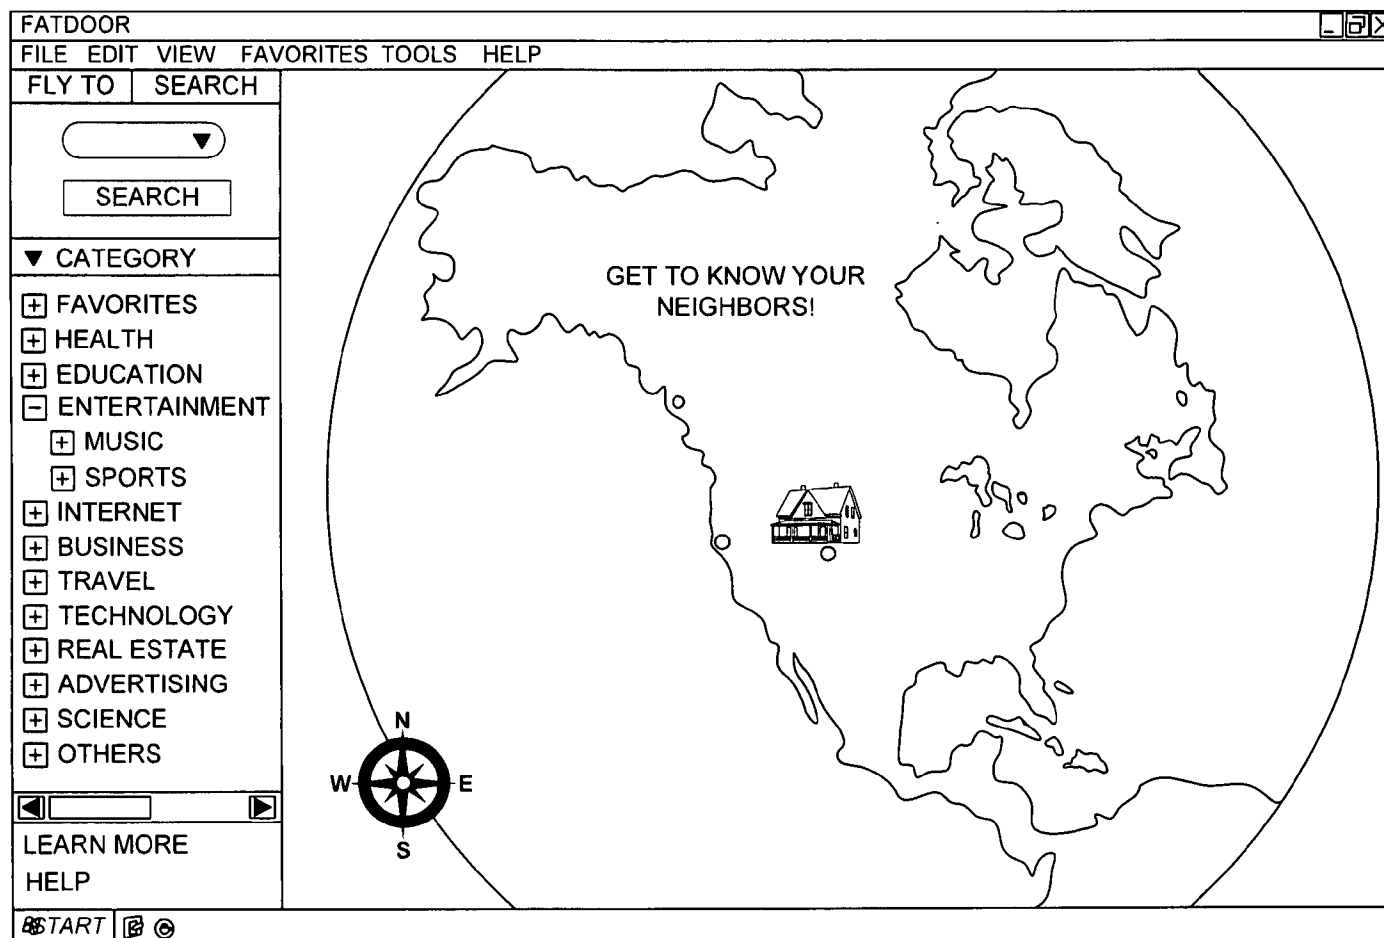 FATDOOR
FILE EDIT VIEW FAVORITES TOOLS HELP
FLY TO SEARCH
SEARCH
CATEGORY
FAVORITES
HEALTH
EDUCATION
ENTERTAINMENT
MUSIC
SPORTS
INTERNET
BUSINESS
TRAVEL
TECHNOLOGY
REAL ESTATE
ADVERTISING
SCIENCE
OTHERS
LEARN MORE
HELP
GET TO KNOW YOUR
NEIGHBORS!
N
W E
S
START